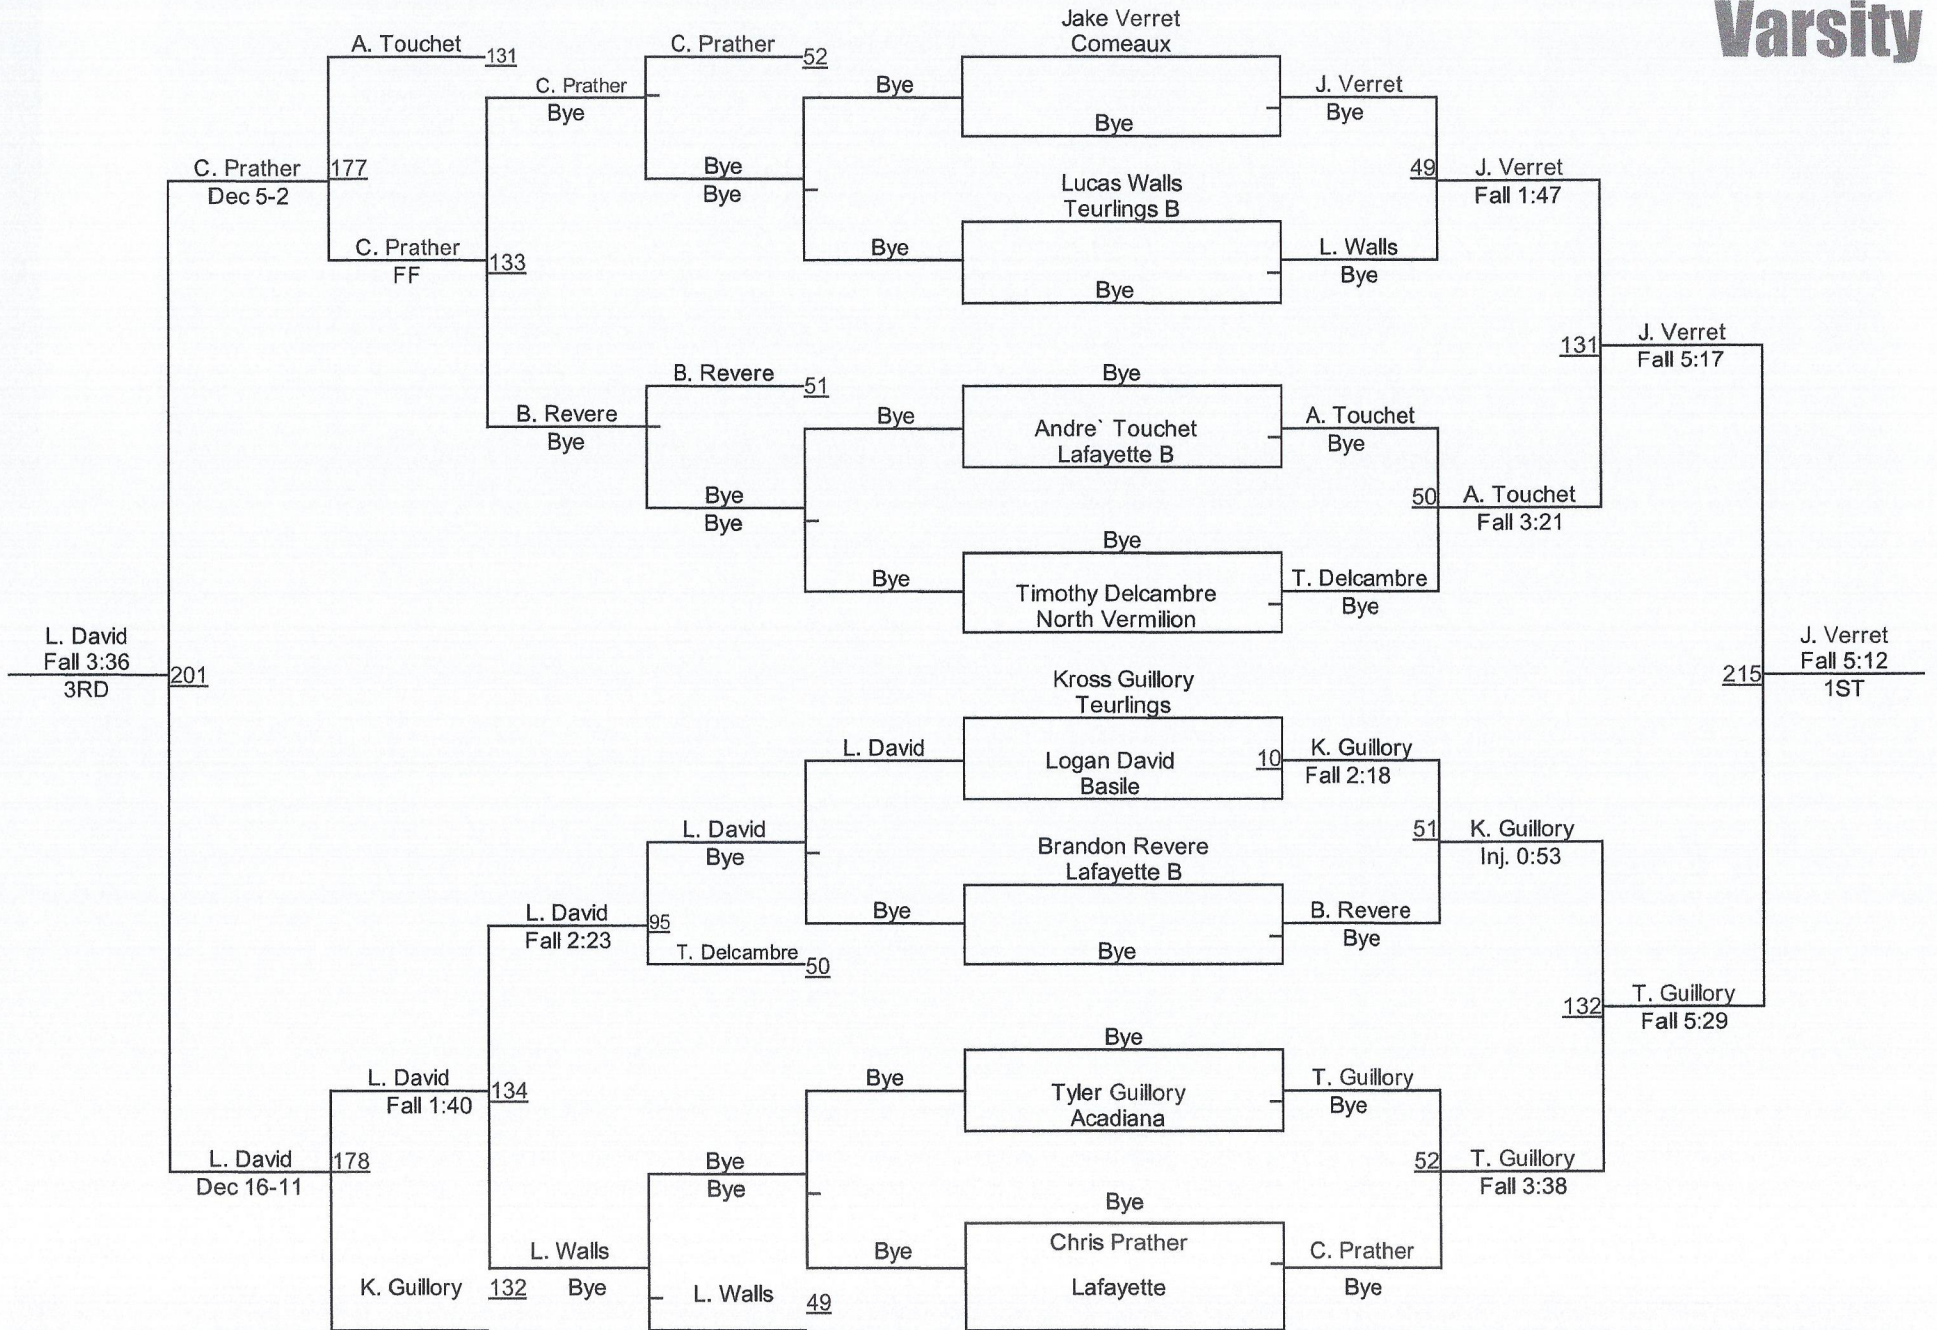 Varsity
A. Touchet
131
C. Prather
Bye
C. Prather
52
Bye
Bye
C. Prather
Dec 5-2
177
C. Prather
FF
133
B. Revere
Bye
B. Revere
51
Bye
Bye
L. David
Fall 3:36
3RD
201
L. David
Bye
L. David
Fall 2:23
95
T. Delcambre
50
L. David
Fall 1:40
134
L. David
Dec 16-11
178
Bye
Bye
L. Walls
Bye
K. Guillory
132
L. Walls
49
Bye
Bye
Bye
Bye
L. David
Bye
Bye
Bye
Jake Verret
Comeaux
Bye
Lucas Walls
Teurlings B
Bye
Bye
Andre` Touchet
Lafayette B
Bye
Timothy Delcambre
North Vermilion
Kross Guillory
Teurlings
Logan David
Basile
10
Brandon Revere
Lafayette B
Bye
Bye
Tyler Guillory
Acadiana
Bye
Chris Prather
Lafayette
J. Verret
Bye
49
L. Walls
Bye
J. Verret
Fall 1:47
131
J. Verret
Fall 5:17
A. Touchet
Bye
50
A. Touchet
Fall 3:21
T. Delcambre
Bye
215
J. Verret
Fall 5:12
1ST
K. Guillory
Fall 2:18
51
K. Guillory
Inj. 0:53
B. Revere
Bye
132
T. Guillory
Fall 5:29
T. Guillory
Bye
52
T. Guillory
Fall 3:38
C. Prather
Bye